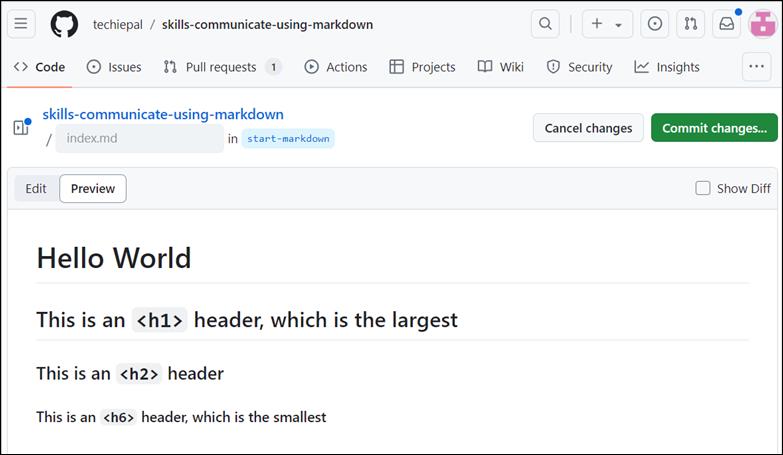 techiepal / skills-communicate-using-markdown
Code Issues Pull requests 1 Actions Projects Wiki Security Insights
skills-communicate-using-markdown
/ index.md in start-markdown
Cancel changes Commit changes...
Edit Preview Show Diff
Hello World
This is an <h1> header, which is the largest
This is an <h2> header
This is an <h6> header, which is the smallest